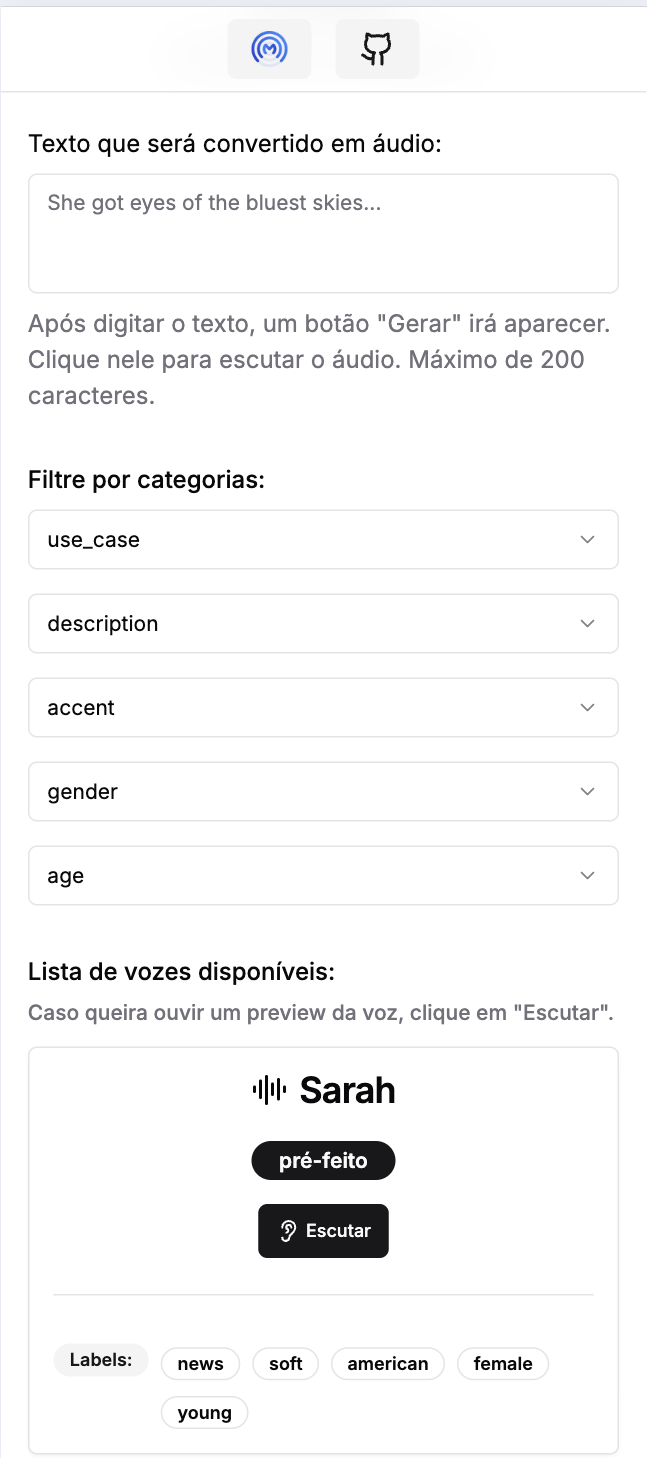 Texto que será convertido em áudio:
She got eyes of the bluest skies...
Após digitar o texto, um botão "Gerar" irá aparecer.
Clique nele para escutar o áudio. Máximo de 200
caracteres.
Filtre por categorias:
use_case
description
accent
gender
age
Lista de vozes disponíveis:
Caso queira ouvir um preview da voz, clique em "Escutar".
Sarah
pré-feito
Escutar
Labels: news soft american female
young